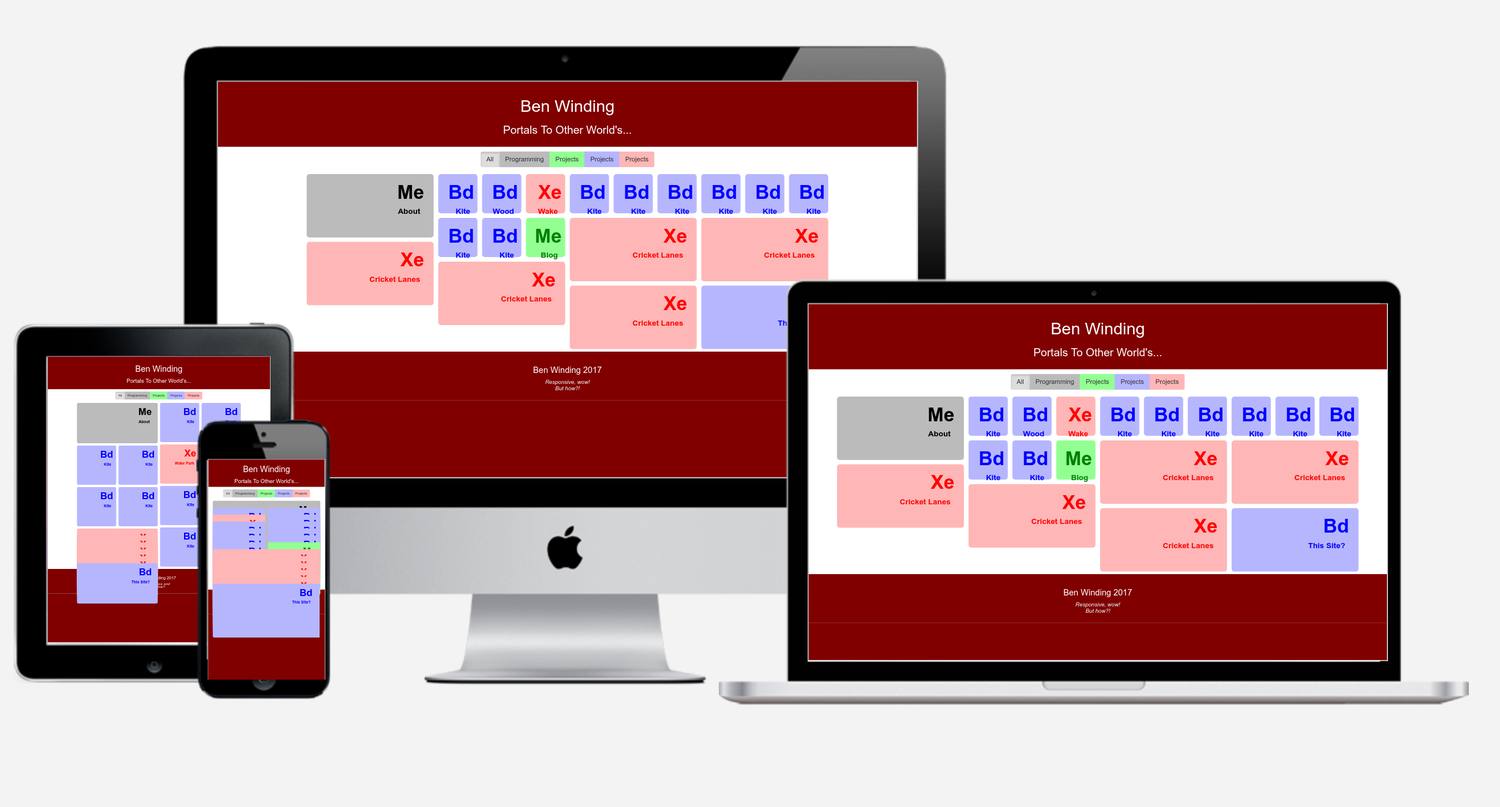 Ben Winding
Portals To Other World's...
All Programming Projects Projects Projects
Me Bd Bd Xe Bd Bd Bd Bd Bd Bd
About Kite Wood Wake Kite Kite Kite Kite Kite Kite
Bd Bd Me Xe Xe
Kite Kite Blog Cricket Lanes Cricket Lanes
Xe
Cricket Lanes
Xe
Cricket Lanes
Xe
Cricket Lanes
Th
Ben Winding 2017
Responsive, wow!
But how?!
Ben Winding
Portals To Other World's...
All Programming Projects Projects Projects
Me Bd Bd Xe Bd Bd Bd Bd Bd Bd
About Kite Wood Wake Kite Kite Kite Kite Kite Kite
Bd Bd Me Xe Xe
Kite Kite Blog Cricket Lanes Cricket Lanes
Xe
Cricket Lanes
Xe
Cricket Lanes
Xe Bd
Cricket Lanes This Site?
Ben Winding 2017
Responsive, wow!
But how?!
Ben Winding
Portals To Other World's...
All Programming Projects Projects Projects
Me Bd Bd
About Kite
Bd Bd Xe
Kite Kite Wake Park
Bd Bd Bd
Kite Kite Kite
Bd
Kite
Bd
This Site?
ding 2017
Ben Winding
Portals To Other World's...
All Programming Projects Projects Projects
Bd
This Site?